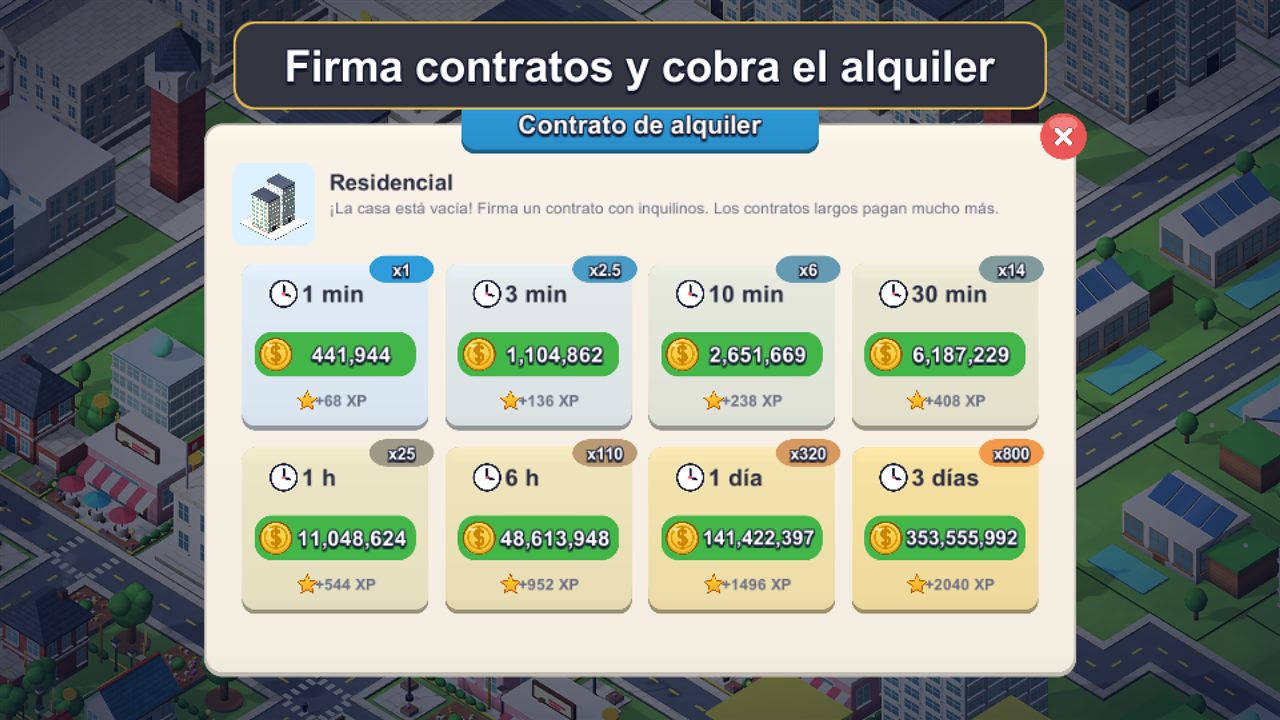 Firma contratos y cobra el alquiler
Contrato de alquiler
Residencial
¡La casa está vacía! Firma un contrato con inquilinos. Los contratos largos pagan mucho más.
x1
1 min
441,944
+68 XP
x2.5
3 min
1,104,862
+136 XP
x6
10 min
2,651,669
+238 XP
x14
30 min
6,187,229
+408 XP
x25
1 h
11,048,624
+544 XP
x110
6 h
48,613,948
+952 XP
x320
1 día
141,422,397
+1496 XP
x800
3 días
353,555,992
+2040 XP